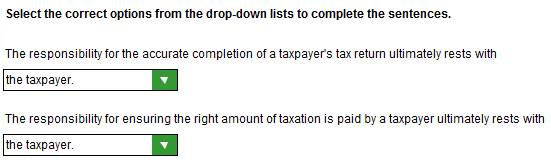 Select the correct options from the drop-down lists to complete the sentences.
The responsibility for the accurate completion of a taxpayer's tax return ultimately rests with
the taxpayer.
The responsibility for ensuring the right amount of taxation is paid by a taxpayer ultimately rests with
the taxpayer.